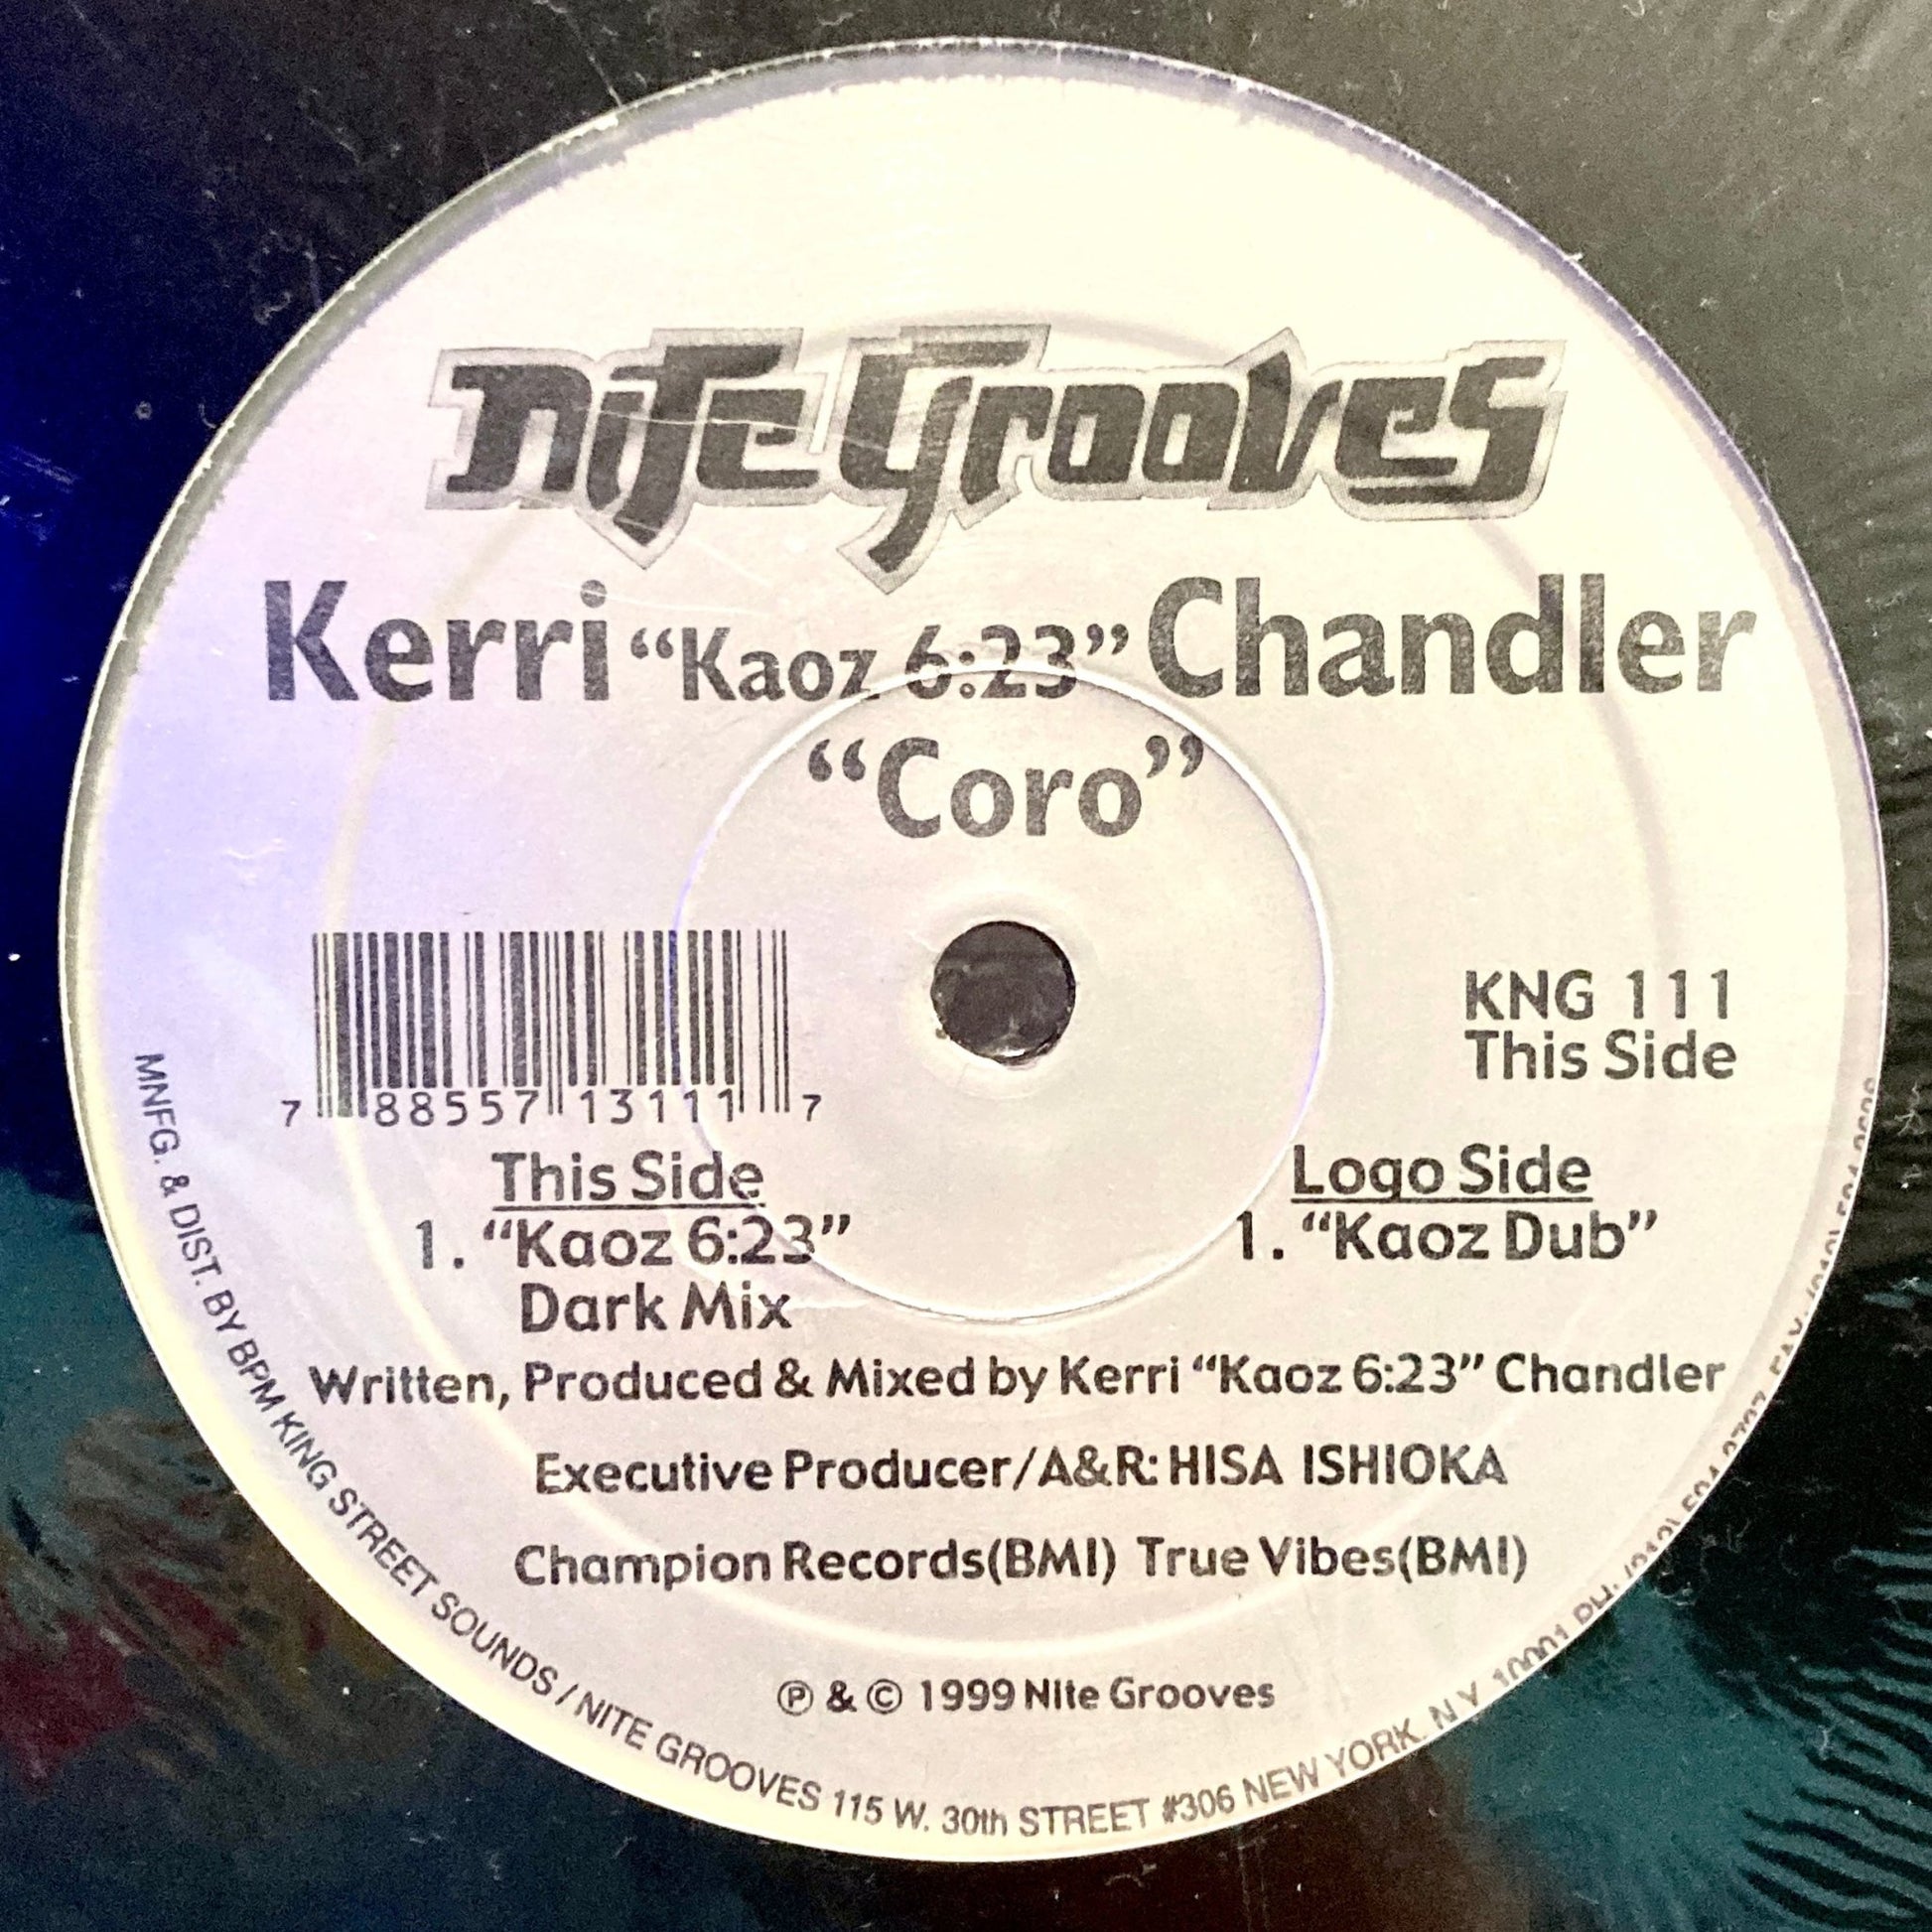 Nite Grooves
Kerri “Kaoz 6:23” Chandler
“Coro”
KNG 111
This Side
7 88557 13111 7
This Side
1. “Kaoz 6:23”
Dark Mix
Logo Side
1. “Kaoz Dub”
Written, Produced & Mixed by Kerri “Kaoz 6:23” Chandler
Executive Producer/A&R: HISA ISHIOKA
Champion Records(BMI) True Vibes(BMI)
℗ & © 1999 NIte Grooves
MNFG. & DIST. BY BPM KING STREET SOUNDS / NITE GROOVES 115 W. 30th STREET #306 NEW YORK, N.Y. 10001